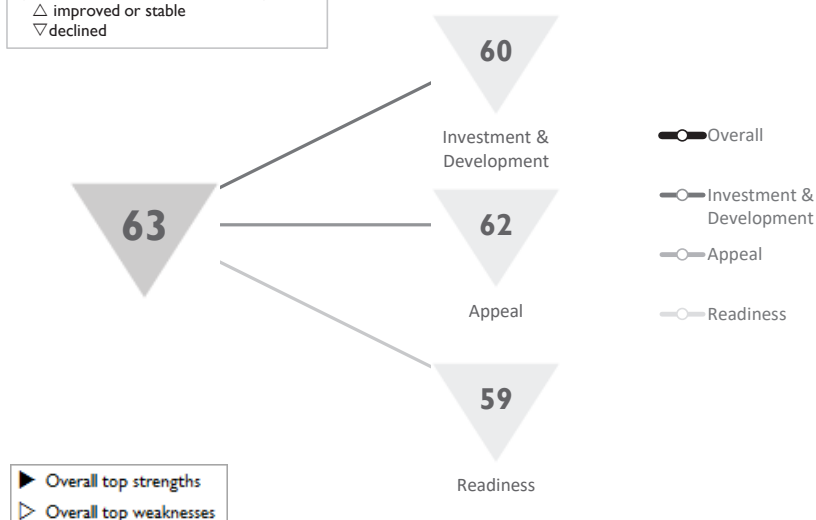 △ improved or stable
▽ declined
60
Investment &
Development
63
62
Appeal
59
Readiness
Overall
Investment &
Development
Appeal
Readiness
▶ Overall top strengths
▷ Overall top weaknesses